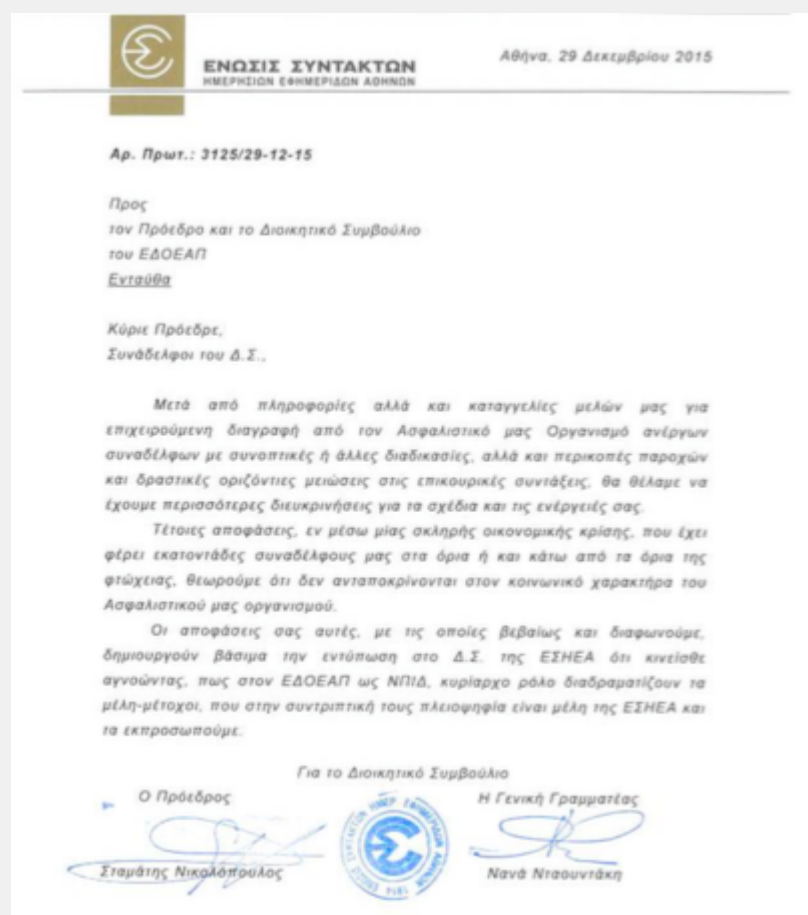 ΕΝΩΣΙΣ ΣΥΝΤΑΚΤΩΝ
ΗΜΕΡΗΣΙΩΝ ΕΦΗΜΕΡΙΔΩΝ ΑΘΗΝΩΝ
Αθήνα, 29 Δεκεμβρίου 2015
Αρ. Πρωτ.: 3125/29-12-15
Προς
τον Πρόεδρο και το Διοικητικό Συμβούλιο
του ΕΔΟΕΑΠ
Ενταύθα
Κύριε Πρόεδρε,
Συνάδελφοι του Δ.Σ.,
Μετά από πληροφορίες αλλά και καταγγελίες μελών μας για
επιχειρούμενη διαγραφή από τον Ασφαλιστικό μας Οργανισμό ανέργων
συναδέλφων με συνοπτικές ή άλλες διαδικασίες, αλλά και περικοπές παροχών
και δραστικές οριζόντιες μειώσεις στις επικουρικές συντάξεις, θα θέλαμε να
έχουμε περισσότερες διευκρινήσεις για τα σχέδια και τις ενέργειές σας.
Τέτοιες αποφάσεις, εν μέσω μίας σκληρής οικονομικής κρίσης, που έχει
φέρει εκατοντάδες συναδέλφους μας στα όρια ή και κάτω από τα όρια της
φτώχειας, θεωρούμε ότι δεν ανταποκρίνονται στον κοινωνικό χαρακτήρα του
Ασφαλιστικού μας οργανισμού.
Οι αποφάσεις σας αυτές, με τις οποίες βεβαίως και διαφωνούμε,
δημιουργούν βάσιμα την εντύπωση στο Δ.Σ. της ΕΣΗΕΑ ότι κινείσθε
αγνοώντας, πως στον ΕΔΟΕΑΠ ως ΝΠΙΔ, κυρίαρχο ρόλο διαδραματίζουν τα
μέλη-μέτοχοι, που στην συντριπτική τους πλειοψηφία είναι μέλη της ΕΣΗΕΑ και
τα εκπροσωπούμε.
Για το Διοικητικό Συμβούλιο
Ο Πρόεδρος
Η Γενική Γραμματέας
ΕΝΩΣΙΣ ΣΥΝΤΑΚΤΩΝ ΗΜΕΡ. ΕΦΗΜΕΡΙΔΩΝ ΑΘΗΝΩΝ
1914
Σταμάτης Νικολόπουλος
Νανά Νταουντάκη